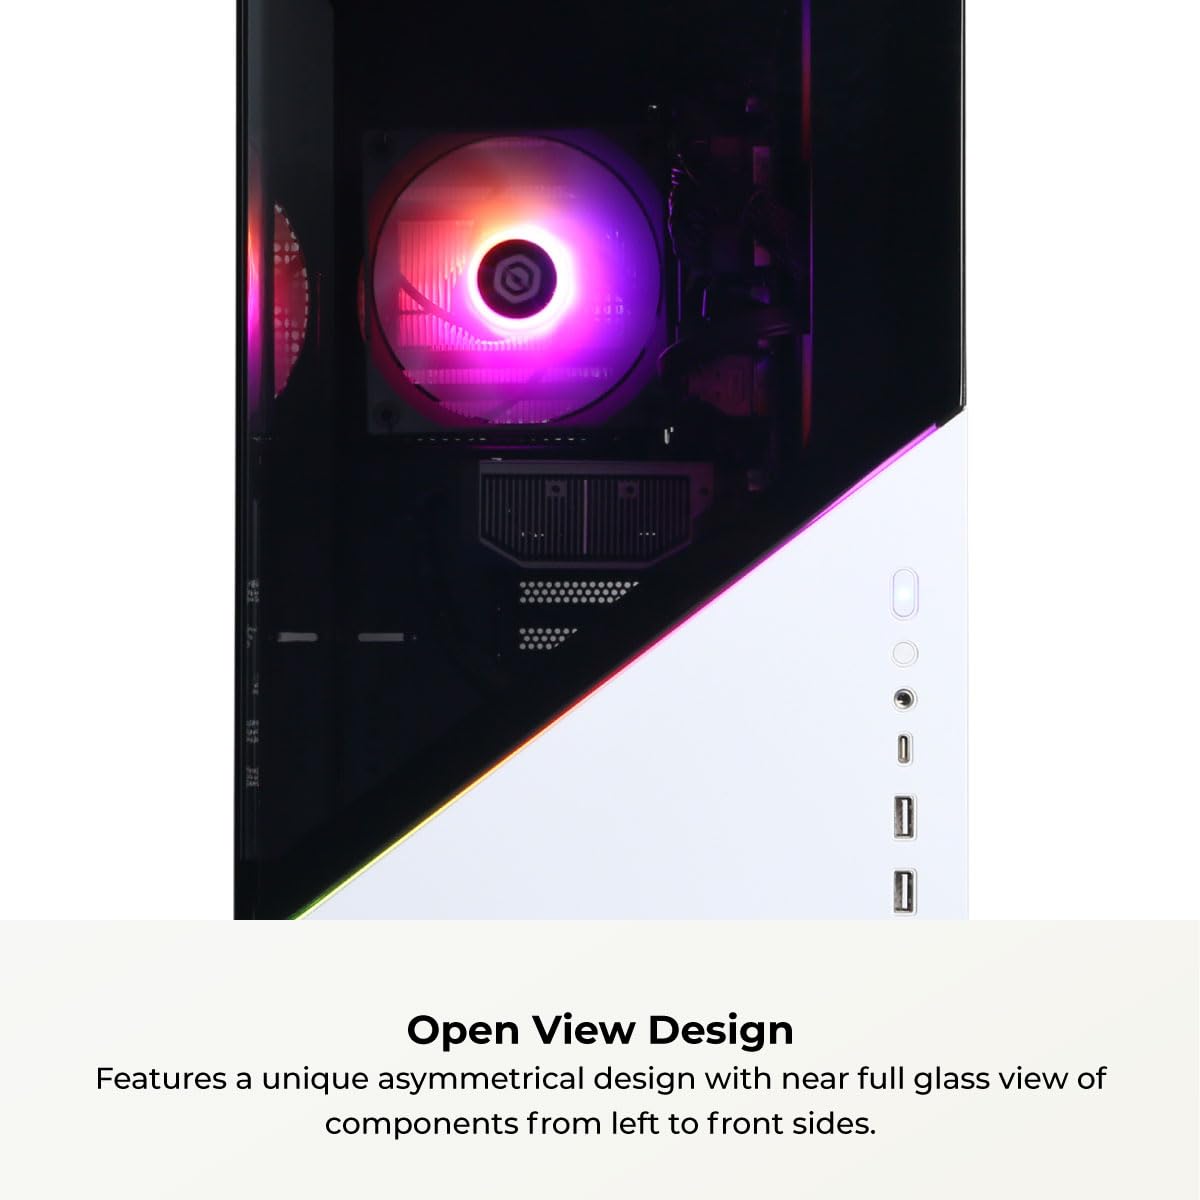 Open View Design
Features a unique asymmetrical design with near full glass view of
components from left to front sides.